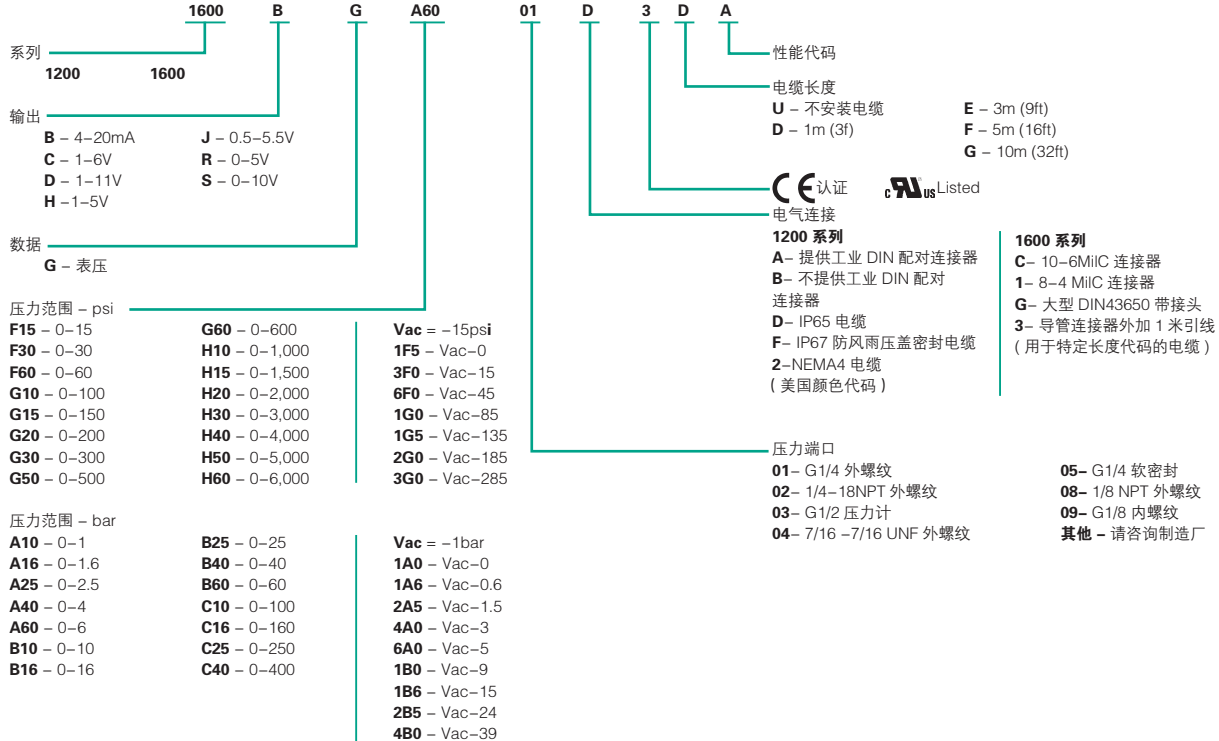 1600 B G A60 01 D 3 D A
系列
1200 1600
输出
B – 4–20mA
C – 1–6V
D – 1–11V
H –1–5V
J – 0.5–5.5V
R – 0–5V
S – 0–10V
数据
G – 表压
压力范围 – psi
F15 – 0–15
F30 – 0–30
F60 – 0–60
G10 – 0–100
G15 – 0–150
G20 – 0–200
G30 – 0–300
G50 – 0–500
G60 – 0–600
H10 – 0–1,000
H15 – 0–1,500
H20 – 0–2,000
H30 – 0–3,000
H40 – 0–4,000
H50 – 0–5,000
H60 – 0–6,000
Vac = –15psi
1F5 – Vac–0
3F0 – Vac–15
6F0 – Vac–45
1G0 – Vac–85
1G5 – Vac–135
2G0 – Vac–185
3G0 – Vac–285
压力范围 – bar
A10 – 0–1
A16 – 0–1.6
A25 – 0–2.5
A40 – 0–4
A60 – 0–6
B10 – 0–10
B16 – 0–16
B25 – 0–25
B40 – 0–40
B60 – 0–60
C10 – 0–100
C16 – 0–160
C25 – 0–250
C40 – 0–400
Vac = –1bar
1A0 – Vac–0
1A6 – Vac–0.6
2A5 – Vac–1.5
4A0 – Vac–3
6A0 – Vac–5
1B0 – Vac–9
1B6 – Vac–15
2B5 – Vac–24
4B0 – Vac–39
性能代码
电缆长度
U – 不安装电缆
D – 1m (3f)
E – 3m (9ft)
F – 5m (16ft)
G – 10m (32ft)
CE 认证 c RU us Listed
电气连接
1200 系列
A– 提供工业 DIN 配对连接器
B– 不提供工业 DIN 配对
连接器
D– IP65 电缆
F– IP67 防风雨压盖密封电缆
2–NEMA4 电缆
( 美国颜色代码 )
1600 系列
C– 10–6MilC 连接器
1– 8–4 MilC 连接器
G– 大型 DIN43650 带接头
3– 导管连接器外加 1 米引线
( 用于特定长度代码的电缆 )
压力端口
01– G1/4 外螺纹
02– 1/4–18NPT 外螺纹
03– G1/2 压力计
04– 7/16 –7/16 UNF 外螺纹
05– G1/4 软密封
08– 1/8 NPT 外螺纹
09– G1/8 内螺纹
其他 – 请咨询制造厂